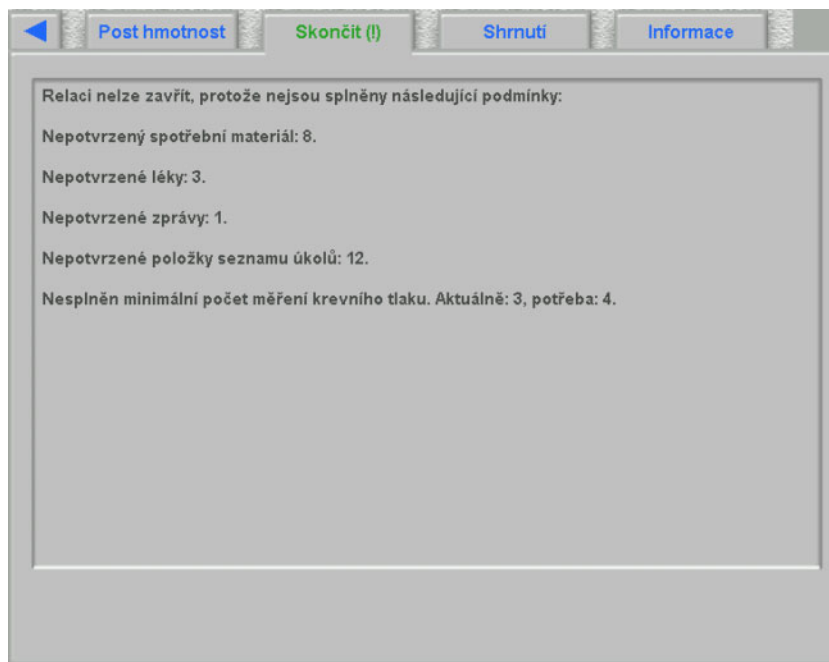 Post hmotnost
Skončit (!)
Shrnutí
Informace
Relaci nelze zavřít, protože nejsou splněny následující podmínky:
Nepotvrzený spotřební materiál: 8.
Nepotvrzené léky: 3.
Nepotvrzené zprávy: 1.
Nepotvrzené položky seznamu úkolů: 12.
Nesplněn minimální počet měření krevního tlaku. Aktuálně: 3, potřeba: 4.